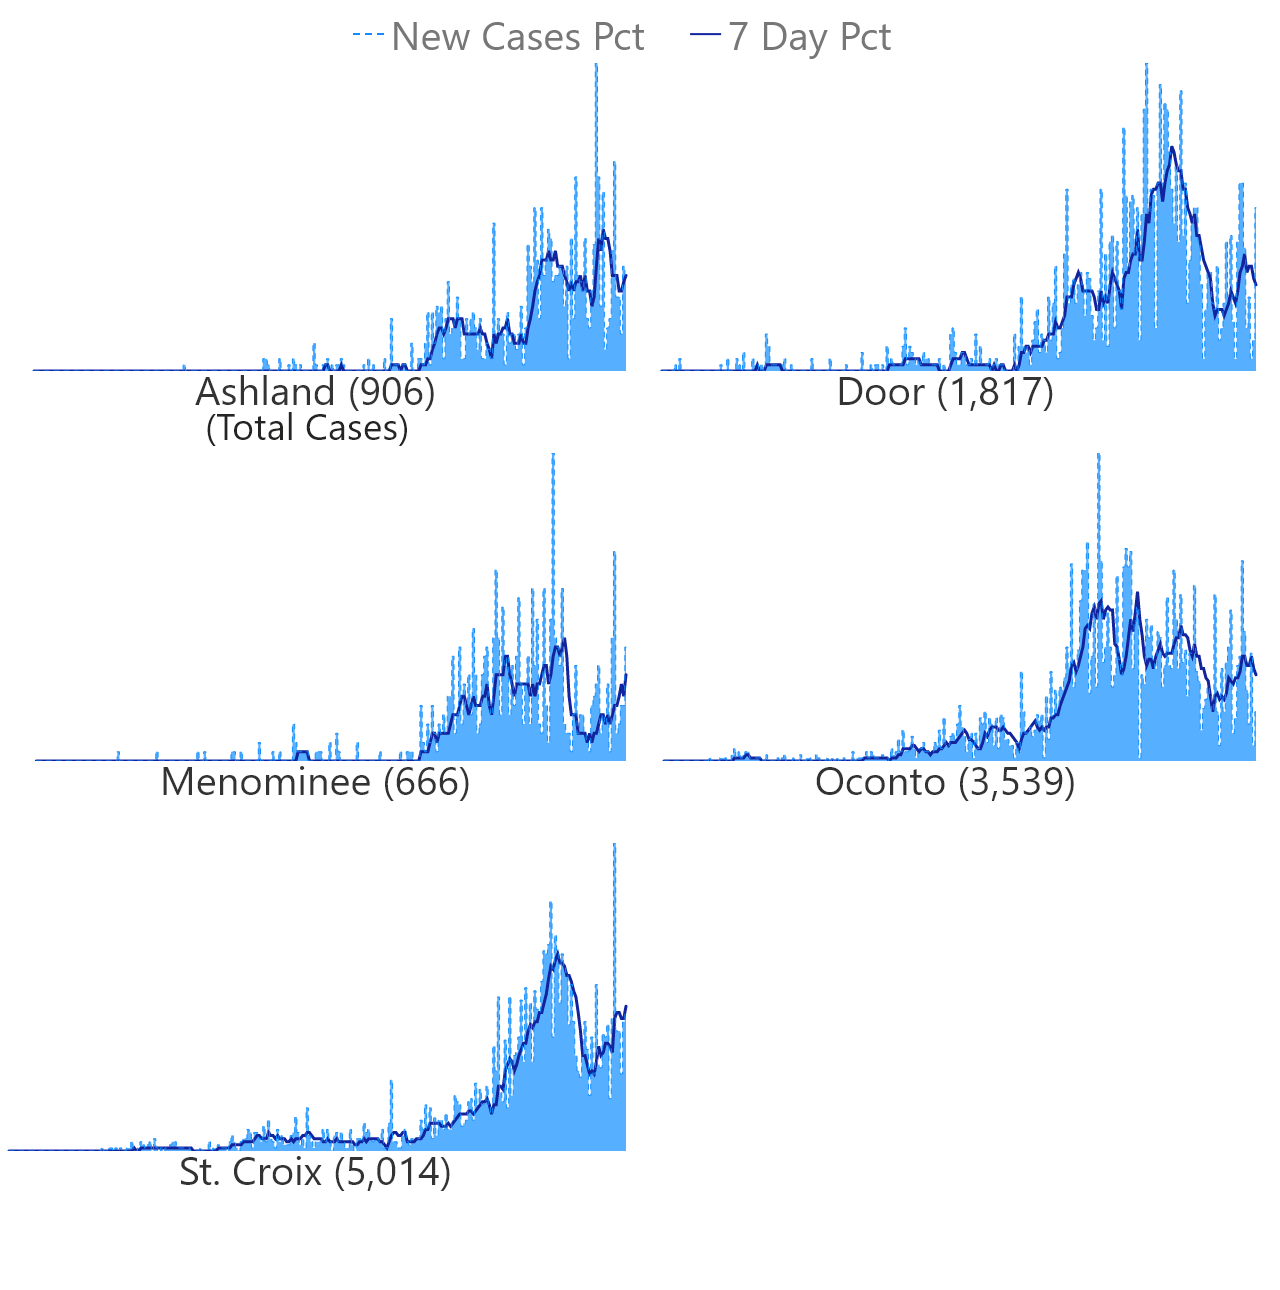 New Cases Pct 7 Day Pct
Ashland (906) Door (1,817)
(Total Cases)
Menominee (666) Oconto (3,539)
St. Croix (5,014)